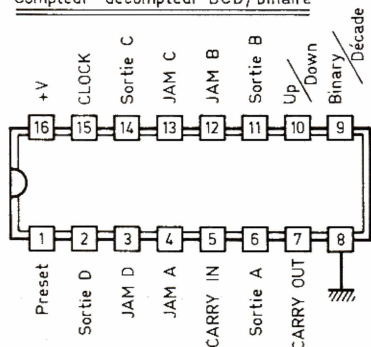 Compteur décompteur BCD/Binaire
+V
CLOCK
Sortie C
JAM C
JAM B
Sortie B
Up/Down
Binary/Décade
16 15 14 13 12 11 10 9
1 2 3 4 5 6 7 8
Preset
Sortie D
JAM D
JAM A
CARRY IN
Sortie A
CARRY OUT